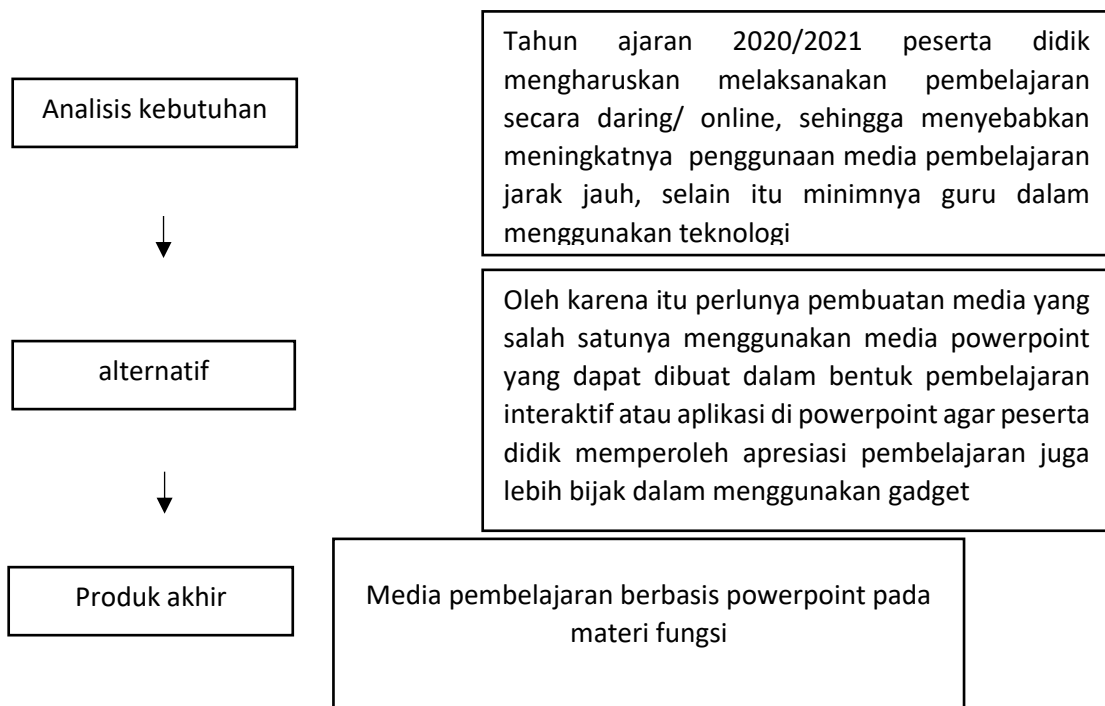 Analisis kebutuhan
Tahun ajaran 2020/2021 peserta didik
mengharuskan melaksanakan pembelajaran
secara daring/ online, sehingga menyebabkan
meningkatnya penggunaan media pembelajaran
jarak jauh, selain itu minimnya guru dalam
menggunakan teknologi
alternatif
Oleh karena itu perlunya pembuatan media yang
salah satunya menggunakan media powerpoint
yang dapat dibuat dalam bentuk pembelajaran
interaktif atau aplikasi di powerpoint agar peserta
didik memperoleh apresiasi pembelajaran juga
lebih bijak dalam menggunakan gadget
Produk akhir
Media pembelajaran berbasis powerpoint pada
materi fungsi